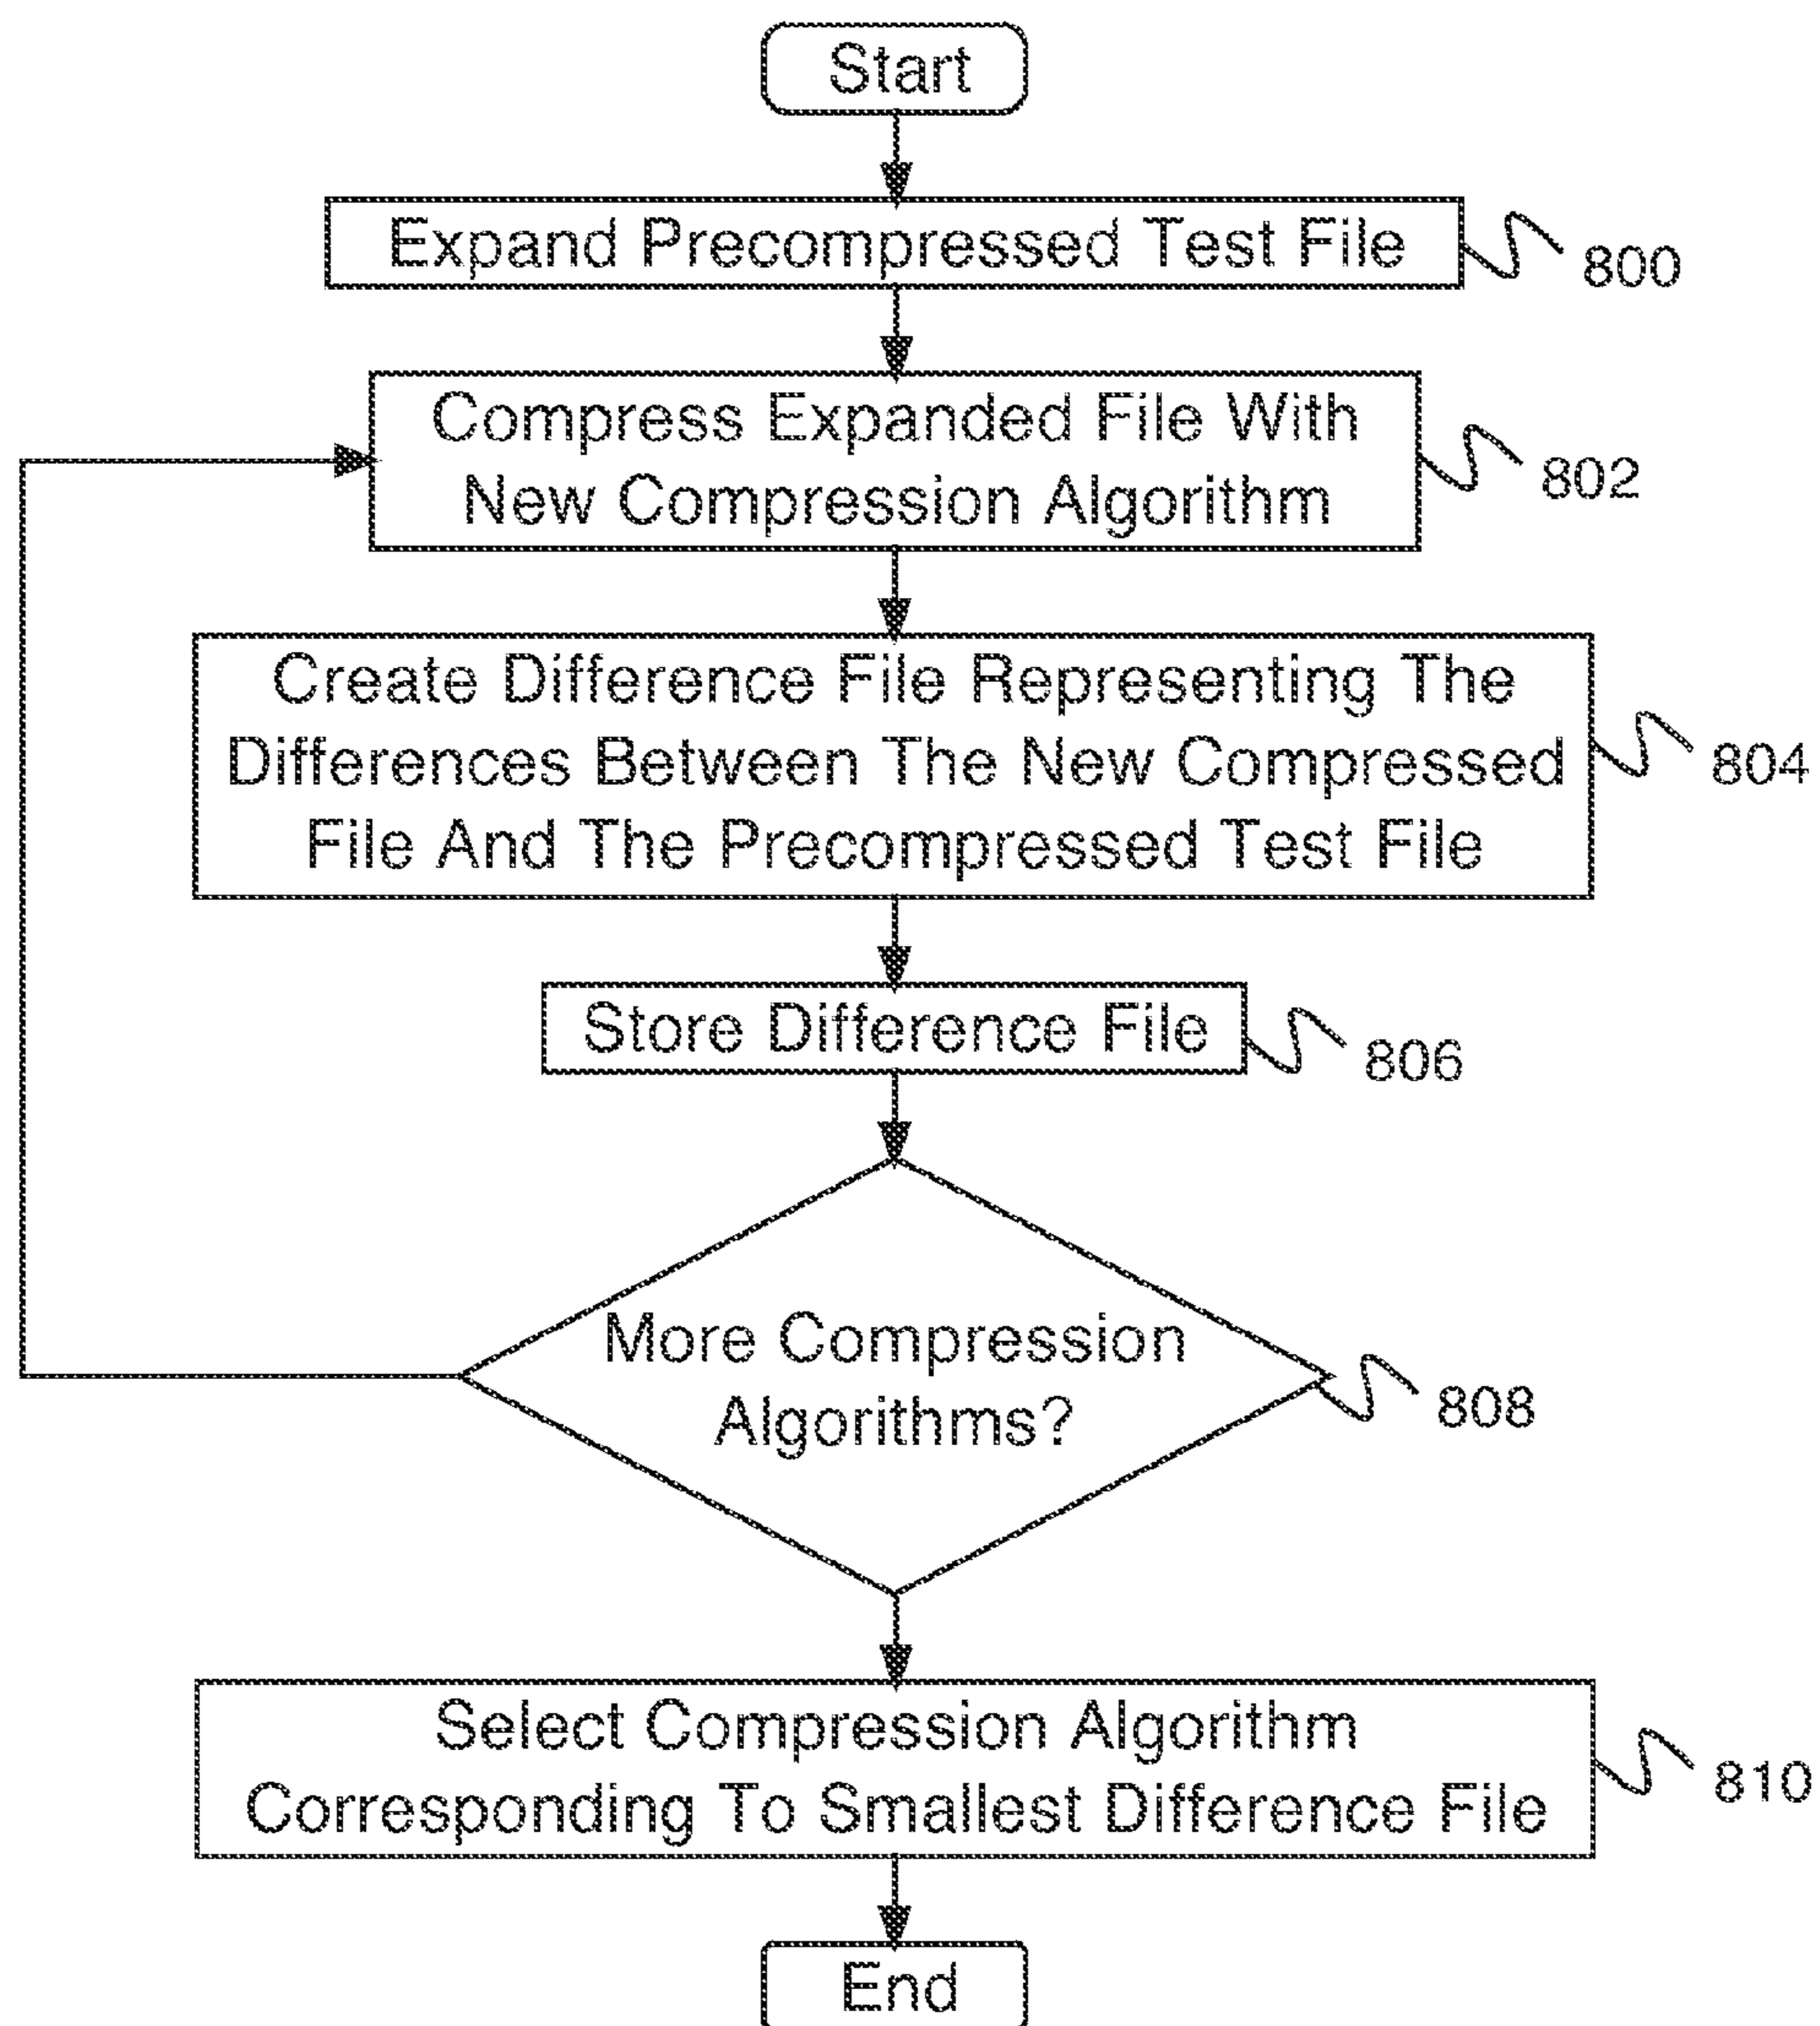 Start
Expand Precompressed Test File
800
Compress Expanded File With
New Compression Algorithm
802
Create Difference File Representing The
Differences Between The New Compressed
File And The Precompressed Test File
804
Store Difference File
806
More Compression
Algorithms?
808
Select Compression Algorithm
Corresponding To Smallest Difference File
810
End